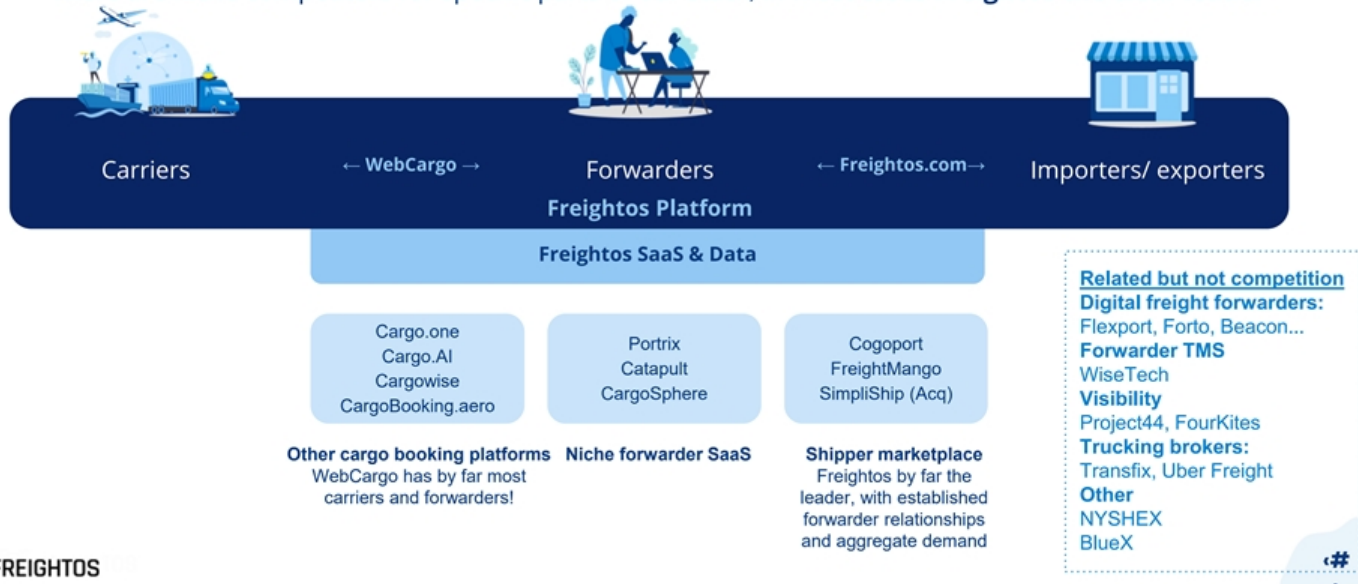 Carriers
← WebCargo →
Forwarders
← Freightos.com→
Importers/ exporters
Freightos Platform
Freightos SaaS & Data
Cargo.one
Cargo.AI
Cargowise
CargoBooking.aero
Other cargo booking platforms
WebCargo has by far most
carriers and forwarders!
Portrix
Catapult
CargoSphere
Niche forwarder SaaS
Cogoport
FreightMango
SimpliShip (Acq)
Shipper marketplace
Freightos by far the
leader, with established
forwarder relationships
and aggregate demand
Related but not competition
Digital freight forwarders:
Flexport, Forto, Beacon...
Forwarder TMS
WiseTech
Visibility
Project44, FourKites
Trucking brokers:
Transfix, Uber Freight
Other
NYSHEX
BlueX
FREIGHTOS
‹#